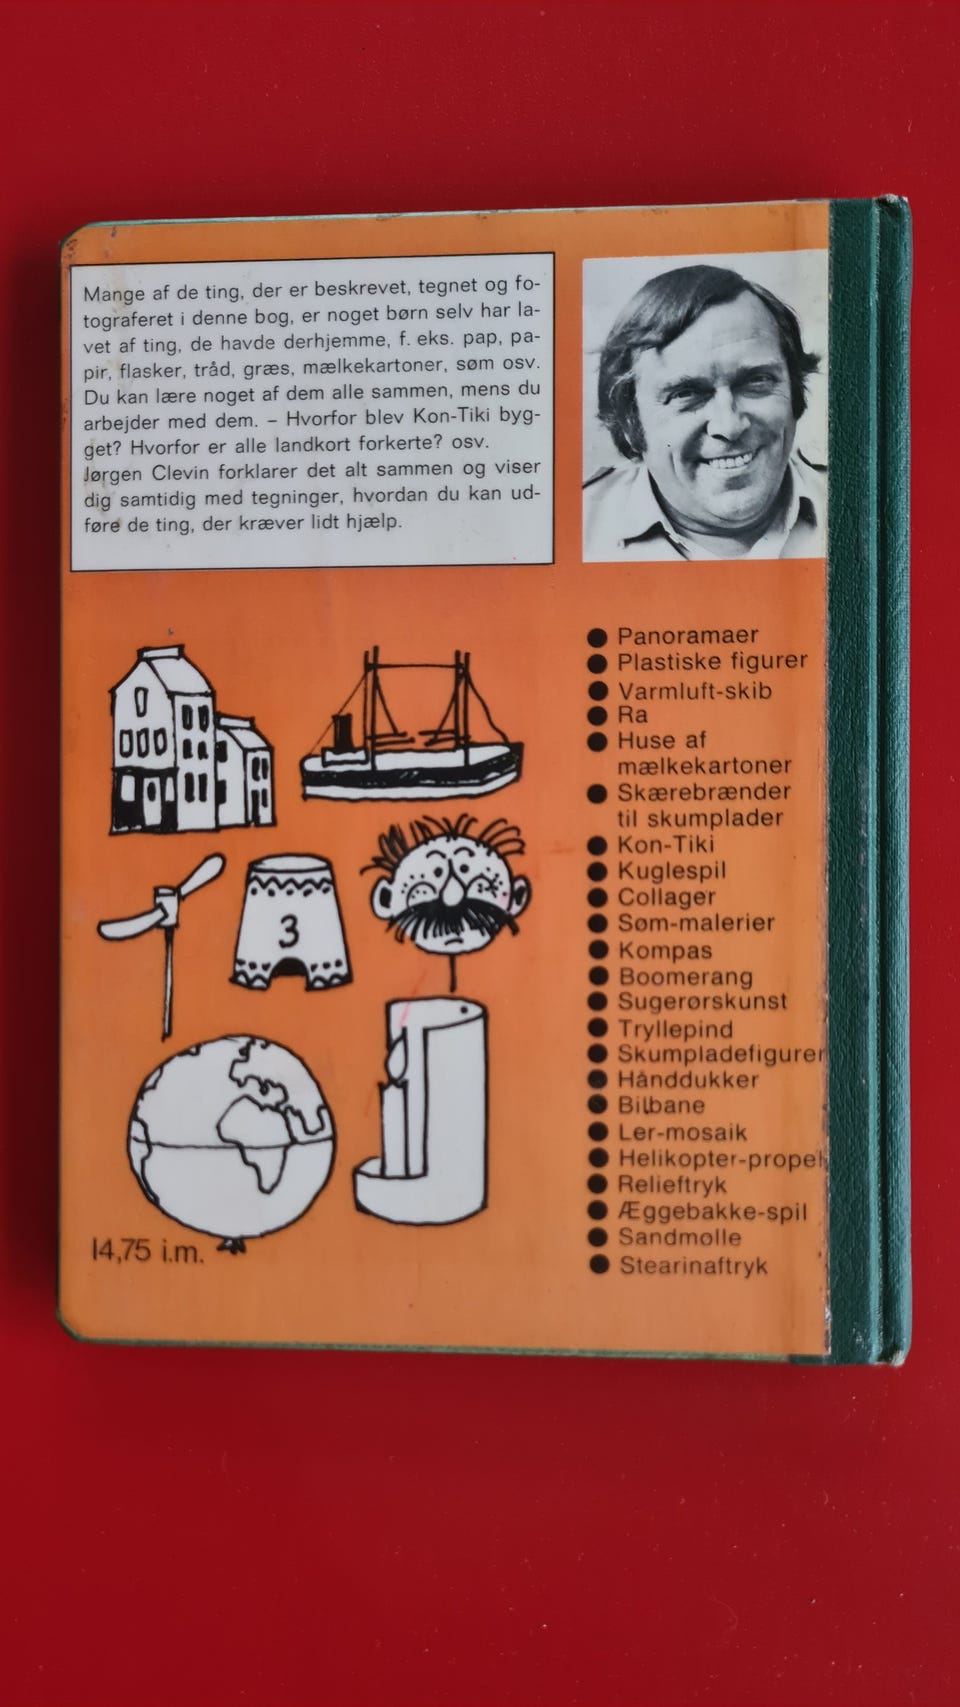 Mange af de ting, der er beskrevet, tegnet og fo-
tograferet i denne bog, er noget børn selv har la-
vet af ting, de havde derhjemme, f. eks. pap, pa-
pir, flasker, tråd, græs, mælkekartoner, søm osv.
Du kan lære noget af dem alle sammen, mens du
arbejder med dem. – Hvorfor blev Kon-Tiki byg-
get? Hvorfor er alle landkort forkerte? osv.
Jørgen Clevin forklarer det alt sammen og viser
dig samtidig med tegninger, hvordan du kan ud-
føre de ting, der kræver lidt hjælp.
● Panoramaer
● Plastiske figurer
● Varmluft-skib
● Ra
● Huse af
mælkekartoner
● Skærebrænder
til skumplader
● Kon-Tiki
● Kuglespil
● Collager
● Søm-malerier
● Kompas
● Boomerang
● Sugerørskunst
● Tryllepind
● Skumpladefigurer
● Hånddukker
● Bilbane
● Ler-mosaik
● Helikopter-propel
● Relieftryk
● Æggebakke-spil
● Sandmølle
● Stearinaftryk
3
14,75 i.m.